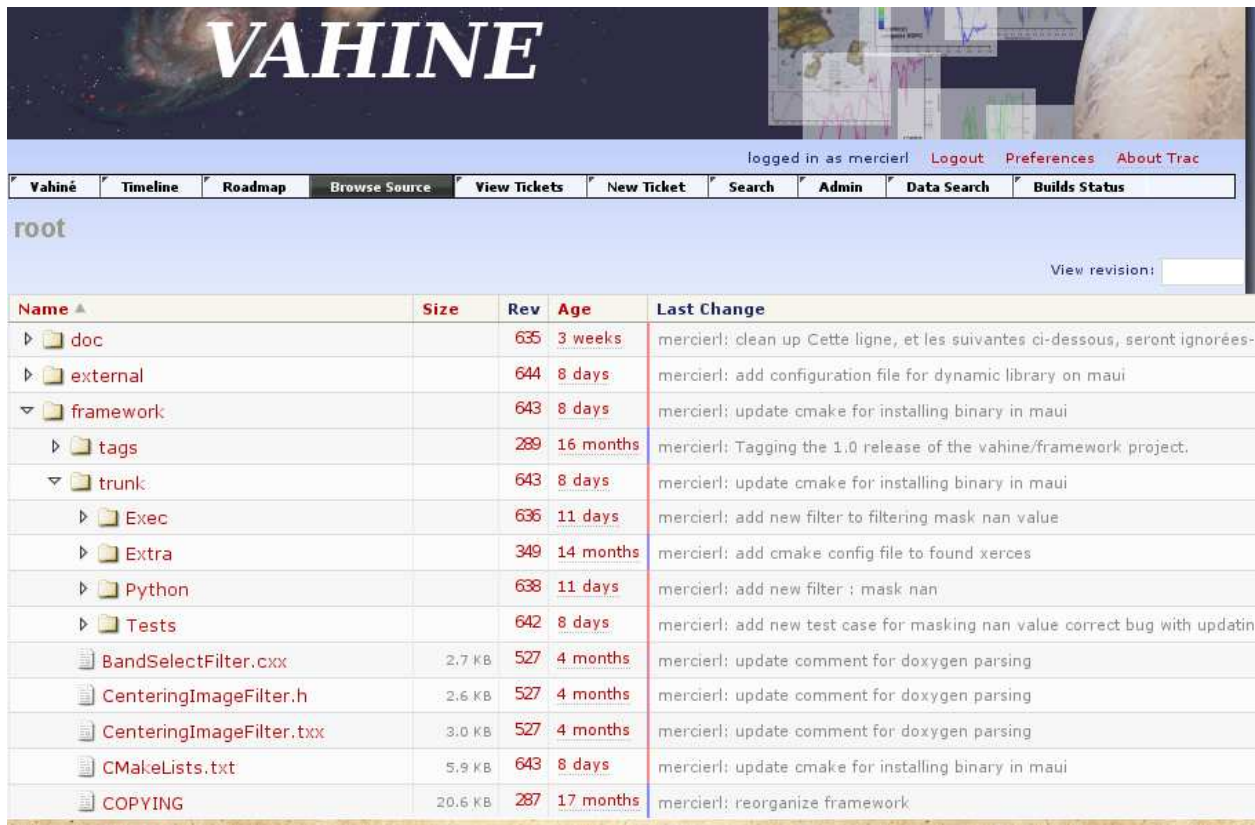 VAHINE
logged in as mercierl Logout Preferences About Trac
Vahiné Timeline Roadmap Browse Source View Tickets New Ticket Search Admin Data Search Builds Status
root
View revision:
Name Size Rev Age Last Change
doc 635 3 weeks mercierl: clean up Cette ligne, et les suivantes ci-dessous, seront ignorées-
external 644 8 days mercierl: add configuration file for dynamic library on maui
framework 643 8 days mercierl: update cmake for installing binary in maui
tags 289 16 months mercierl: Tagging the 1.0 release of the vahine/framework project.
trunk 643 8 days mercierl: update cmake for installing binary in maui
Exec 636 11 days mercierl: add new filter to filtering mask nan value
Extra 349 14 months mercierl: add cmake config file to found xerces
Python 638 11 days mercierl: add new filter : mask nan
Tests 642 8 days mercierl: add new test case for masking nan value correct bug with updatin
BandSelectFilter.cxx 2.7 KB 527 4 months mercierl: update comment for doxygen parsing
CenteringImageFilter.h 2.6 KB 527 4 months mercierl: update comment for doxygen parsing
CenteringImageFilter.txx 3.0 KB 527 4 months mercierl: update comment for doxygen parsing
CMakeLists.txt 5.9 KB 643 8 days mercierl: update cmake for installing binary in maui
COPYING 20.6 KB 287 17 months mercierl: reorganize framework